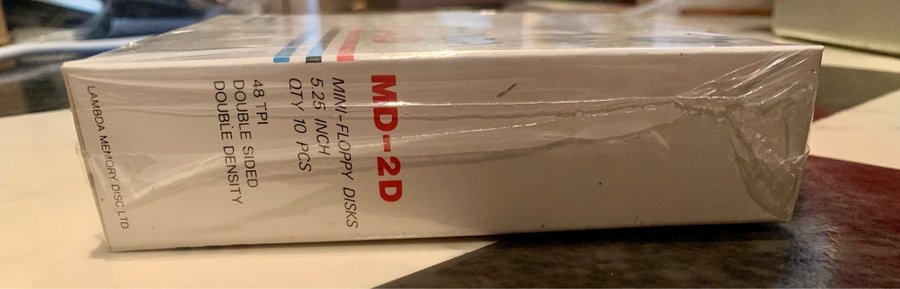 MD-2D
MINI-FLOPPY DISKS
5.25 INCH
QTY 10 PCS
48 TPI
DOUBLE SIDED
DOUBLE DENSITY
LAMBDA MEMORY DISC,LTD